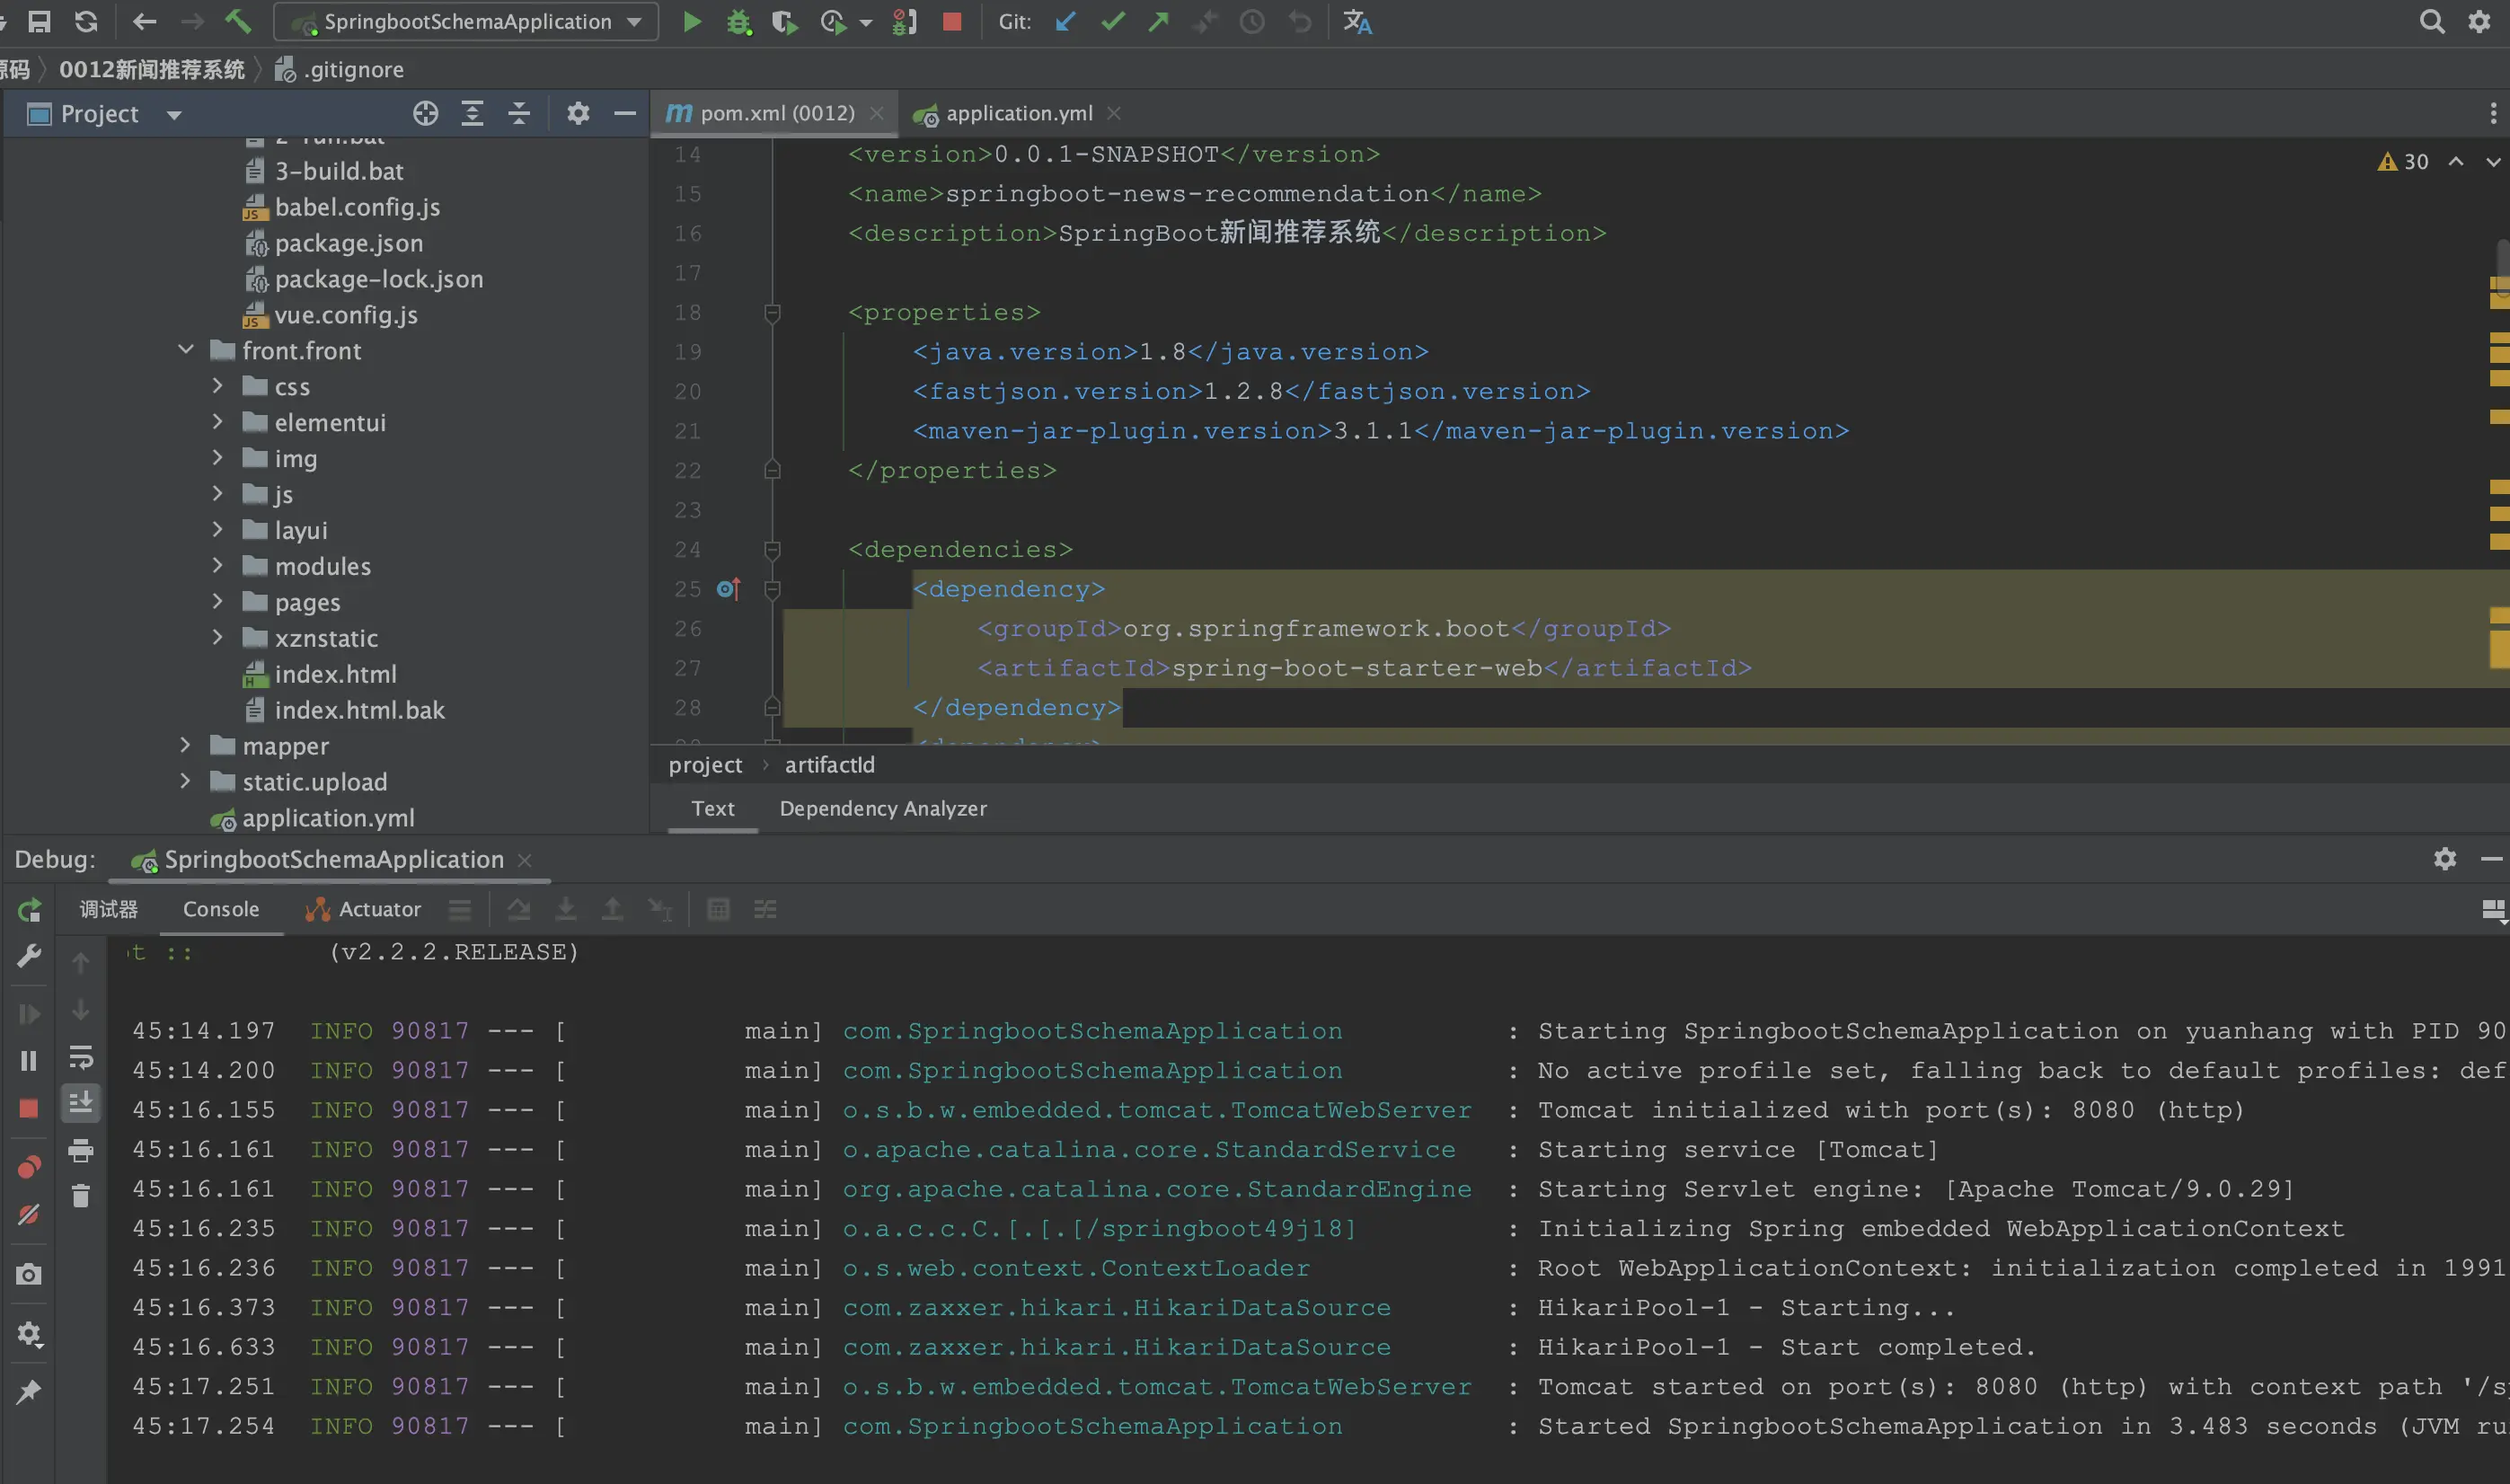 SpringbootSchemaApplication
Git:
源码
0012新闻推荐系统
.gitignore
Project
3-build.bat
babel.config.js
package.json
package-lock.json
vue.config.js
front.front
css
elementui
img
js
layui
modules
pages
xznstatic
index.html
index.html.bak
mapper
static.upload
application.yml
pom.xml (0012)
application.yml
30
14 <version>0.0.1-SNAPSHOT</version>
15 <name>springboot-news-recommendation</name>
16 <description>SpringBoot新闻推荐系统</description>
17
18 <properties>
19 <java.version>1.8</java.version>
20 <fastjson.version>1.2.8</fastjson.version>
21 <maven-jar-plugin.version>3.1.1</maven-jar-plugin.version>
22 </properties>
23
24 <dependencies>
25 <dependency>
26 <groupId>org.springframework.boot</groupId>
27 <artifactId>spring-boot-starter-web</artifactId>
28 </dependency>
project
artifactId
Text
Dependency Analyzer
Debug:
SpringbootSchemaApplication
调试器
Console
Actuator
t :: (v2.2.2.RELEASE)
45:14.197 INFO 90817 --- [ main] com.SpringbootSchemaApplication : Starting SpringbootSchemaApplication on yuanhang with PID 90
45:14.200 INFO 90817 --- [ main] com.SpringbootSchemaApplication : No active profile set, falling back to default profiles: def
45:16.155 INFO 90817 --- [ main] o.s.b.w.embedded.tomcat.TomcatWebServer : Tomcat initialized with port(s): 8080 (http)
45:16.161 INFO 90817 --- [ main] o.apache.catalina.core.StandardService : Starting service [Tomcat]
45:16.161 INFO 90817 --- [ main] org.apache.catalina.core.StandardEngine : Starting Servlet engine: [Apache Tomcat/9.0.29]
45:16.235 INFO 90817 --- [ main] o.a.c.c.C.[.[.[/springboot49j18] : Initializing Spring embedded WebApplicationContext
45:16.236 INFO 90817 --- [ main] o.s.web.context.ContextLoader : Root WebApplicationContext: initialization completed in 1991
45:16.373 INFO 90817 --- [ main] com.zaxxer.hikari.HikariDataSource : HikariPool-1 - Starting...
45:16.633 INFO 90817 --- [ main] com.zaxxer.hikari.HikariDataSource : HikariPool-1 - Start completed.
45:17.251 INFO 90817 --- [ main] o.s.b.w.embedded.tomcat.TomcatWebServer : Tomcat started on port(s): 8080 (http) with context path '/s
45:17.254 INFO 90817 --- [ main] com.SpringbootSchemaApplication : Started SpringbootSchemaApplication in 3.483 seconds (JVM ru